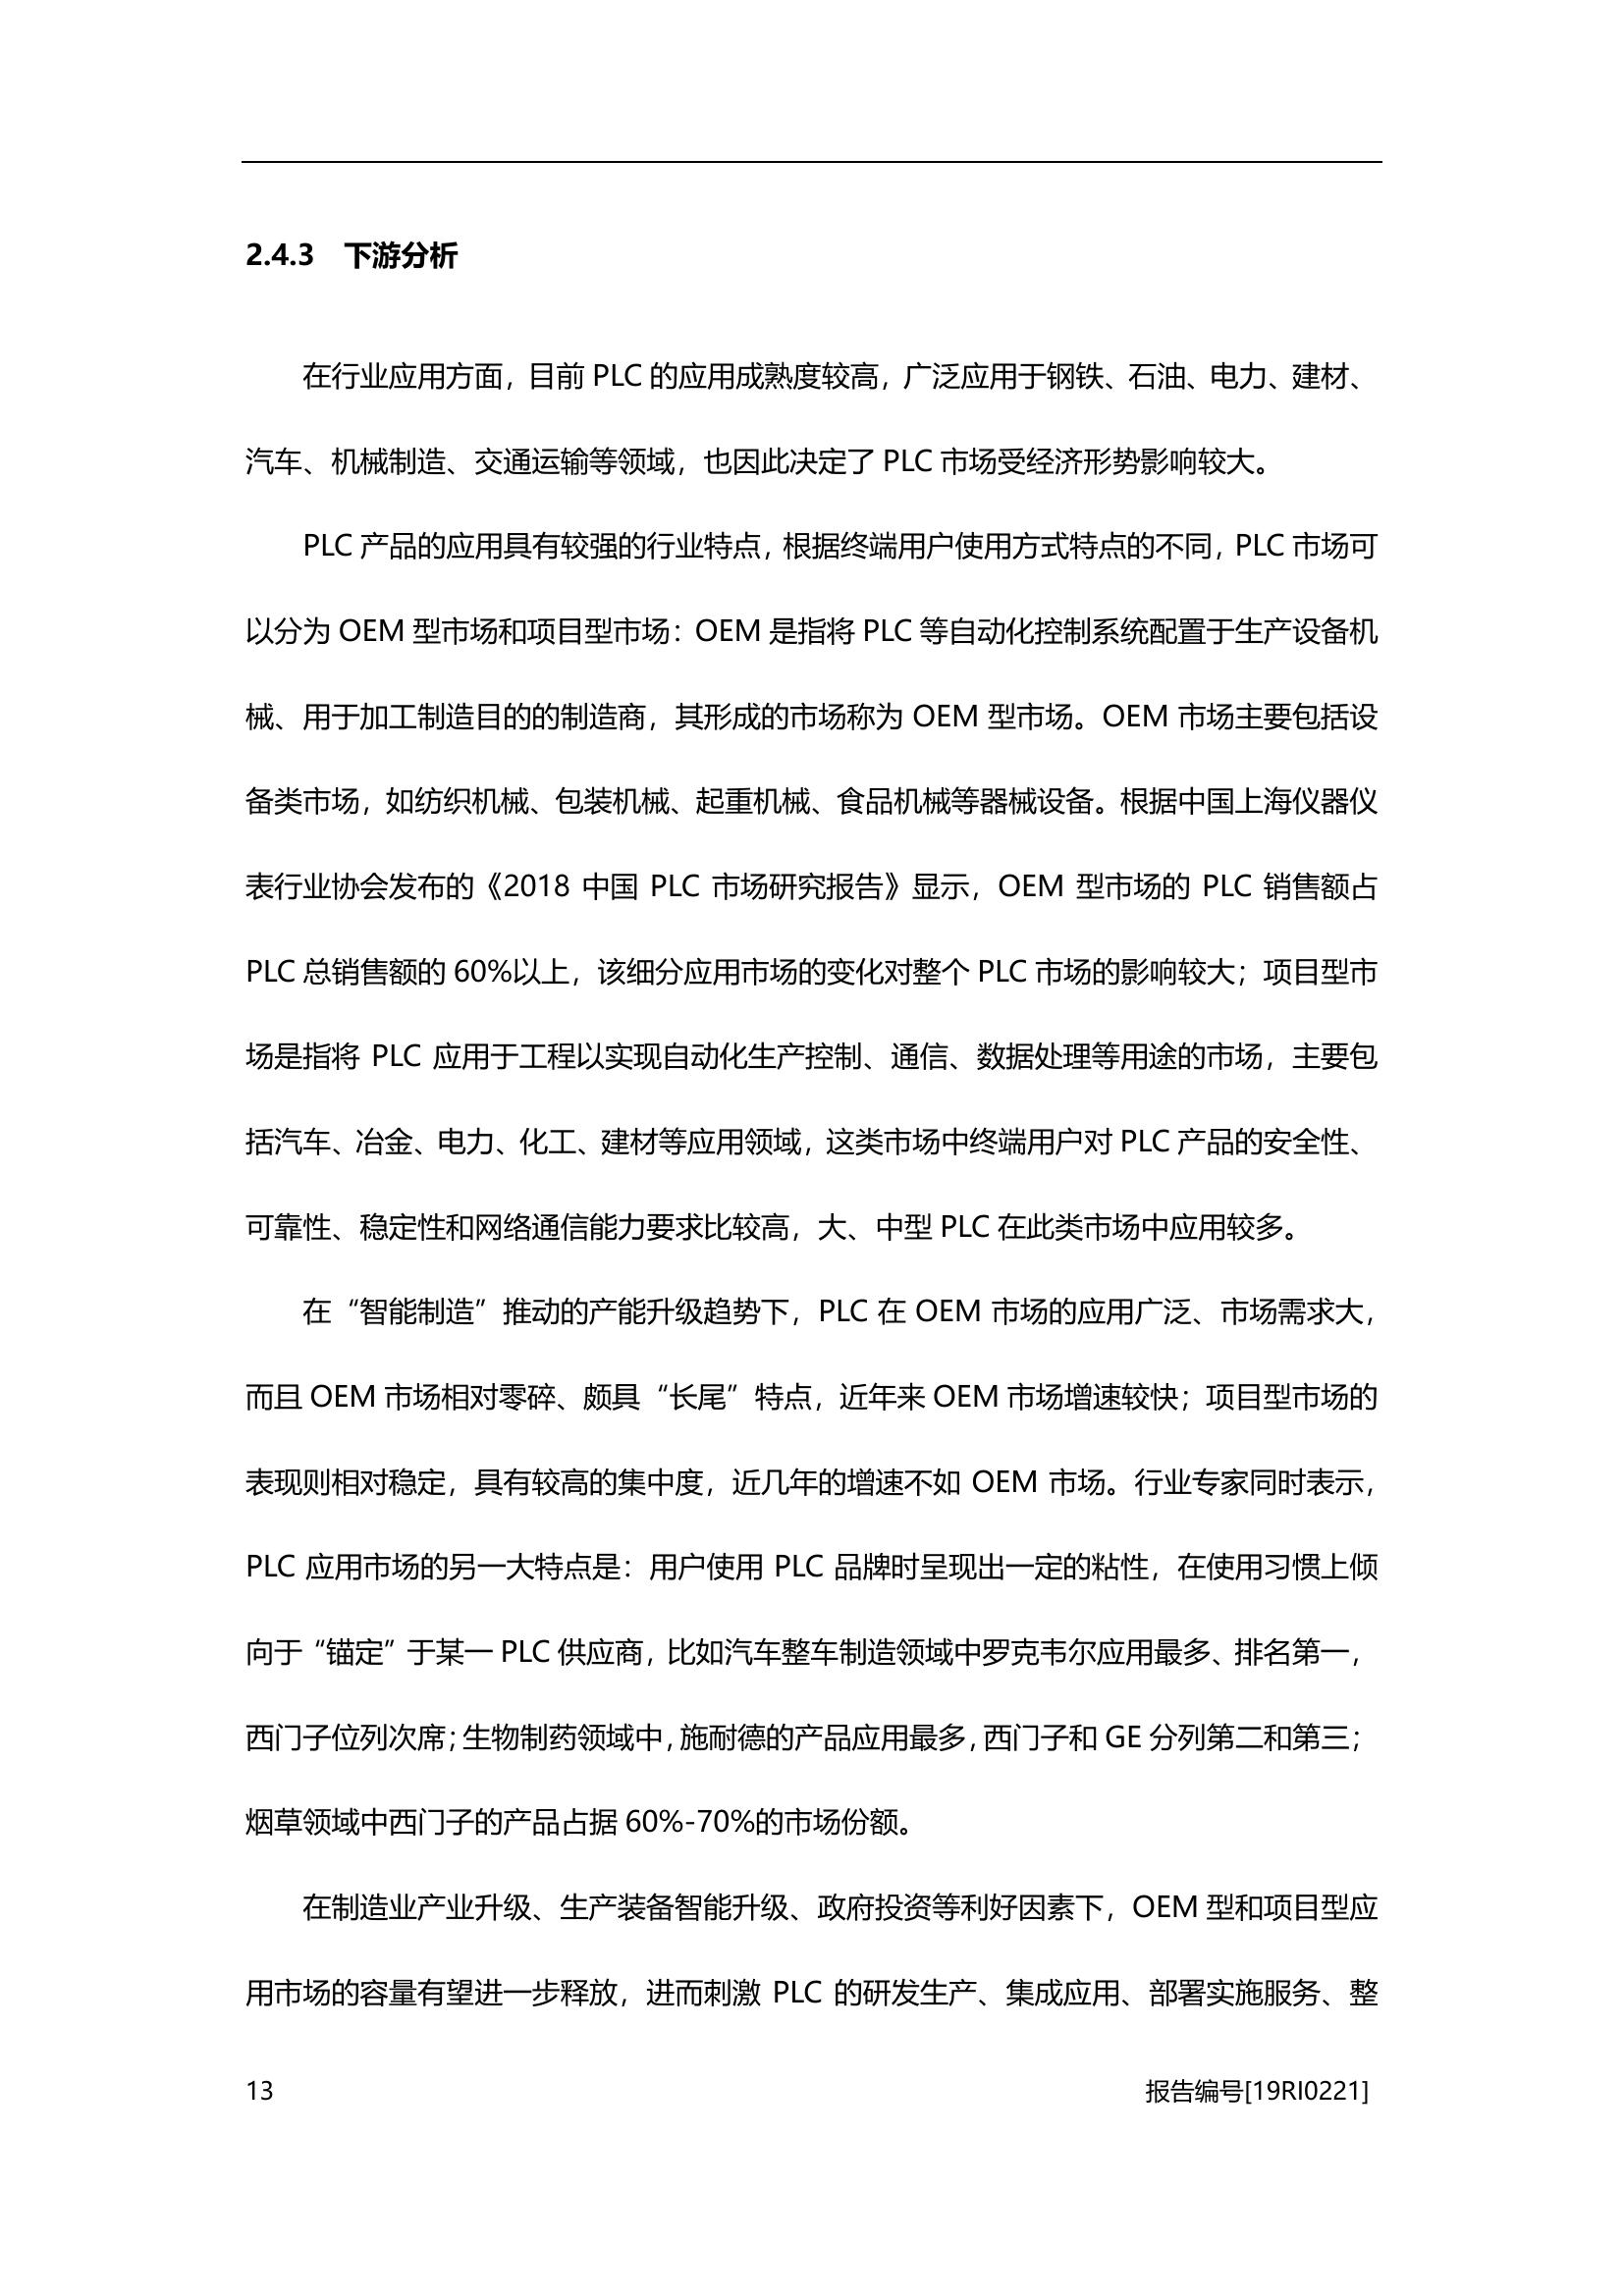 2.4.3 下游分析
在行业应用方面，目前 PLC 的应用成熟度较高，广泛应用于钢铁、石油、电力、建材、
汽车、机械制造、交通运输等领域，也因此决定了 PLC 市场受经济形势影响较大。
PLC 产品的应用具有较强的行业特点，根据终端用户使用方式特点的不同，PLC 市场可
以分为 OEM 型市场和项目型市场：OEM 是指将 PLC 等自动化控制系统配置于生产设备机
械、用于加工制造目的的制造商，其形成的市场称为 OEM 型市场。OEM 市场主要包括设
备类市场，如纺织机械、包装机械、起重机械、食品机械等器械设备。根据中国上海仪器仪
表行业协会发布的《2018 中国 PLC 市场研究报告》显示，OEM 型市场的 PLC 销售额占
PLC 总销售额的 60%以上，该细分应用市场的变化对整个 PLC 市场的影响较大；项目型市
场是指将 PLC 应用于工程以实现自动化生产控制、通信、数据处理等用途的市场，主要包
括汽车、冶金、电力、化工、建材等应用领域，这类市场中终端用户对 PLC 产品的安全性、
可靠性、稳定性和网络通信能力要求比较高，大、中型 PLC 在此类市场中应用较多。
在“智能制造”推动的产能升级趋势下，PLC 在 OEM 市场的应用广泛、市场需求大，
而且 OEM 市场相对零碎、颇具“长尾”特点，近年来 OEM 市场增速较快；项目型市场的
表现则相对稳定，具有较高的集中度，近几年的增速不如 OEM 市场。行业专家同时表示，
PLC 应用市场的另一大特点是：用户使用 PLC 品牌时呈现出一定的粘性，在使用习惯上倾
向于“锚定”于某一 PLC 供应商，比如汽车整车制造领域中罗克韦尔应用最多、排名第一，
西门子位列次席；生物制药领域中，施耐德的产品应用最多，西门子和 GE 分列第二和第三；
烟草领域中西门子的产品占据 60%-70%的市场份额。
在制造业产业升级、生产装备智能升级、政府投资等利好因素下，OEM 型和项目型应
用市场的容量有望进一步释放，进而刺激 PLC 的研发生产、集成应用、部署实施服务、整
13 报告编号[19RI0221]